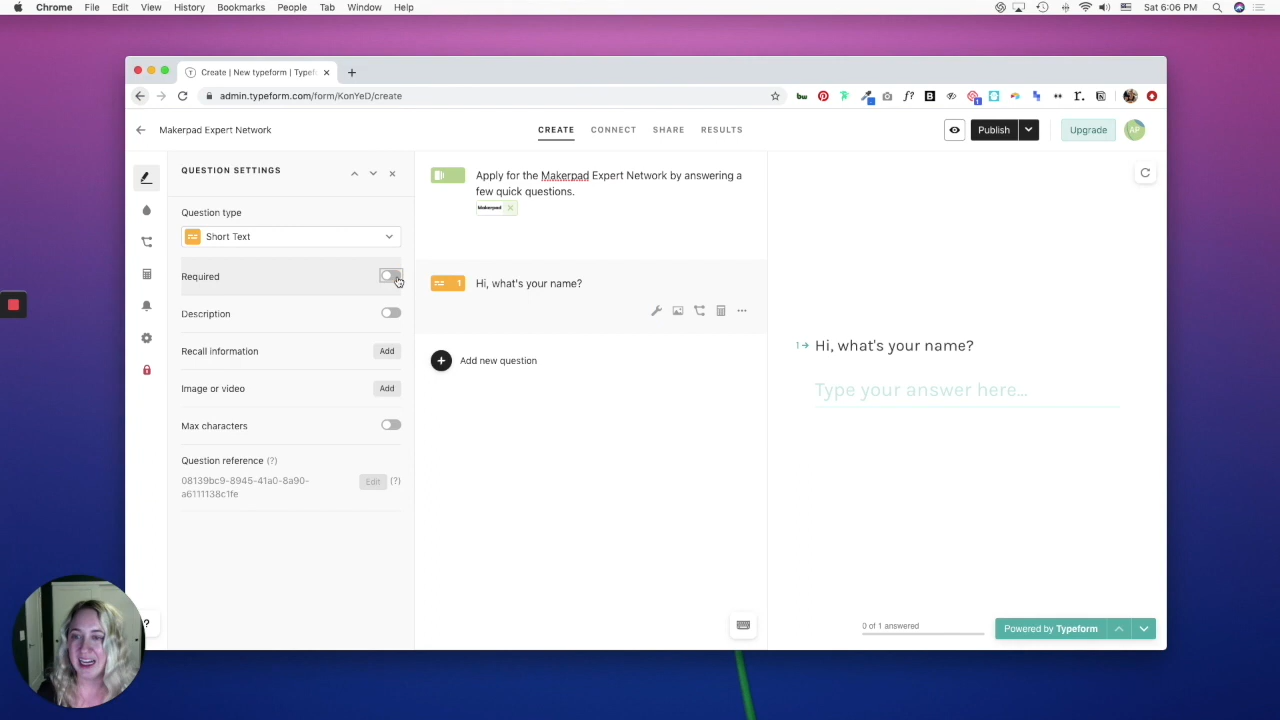 Chrome File Edit View History Bookmarks People Tab Window Help Sat 6:06 PM
Create | New typeform | Typef
admin.typeform.com/form/KonYeD/create
Makerpad Expert Network
CREATE CONNECT SHARE RESULTS
Publish
Upgrade
AP
QUESTION SETTINGS
Question type
Short Text
Required
Description
Recall information Add
Image or video Add
Max characters
Question reference (?)
08139bc9-8945-41a0-8a90-
a6111138c1fe
Edit (?)
?
Apply for the Makerpad Expert Network by answering a
few quick questions.
Makerpad
1 Hi, what's your name?
Add new question
1 → Hi, what's your name?
Type your answer here...
0 of 1 answered
Powered by Typeform